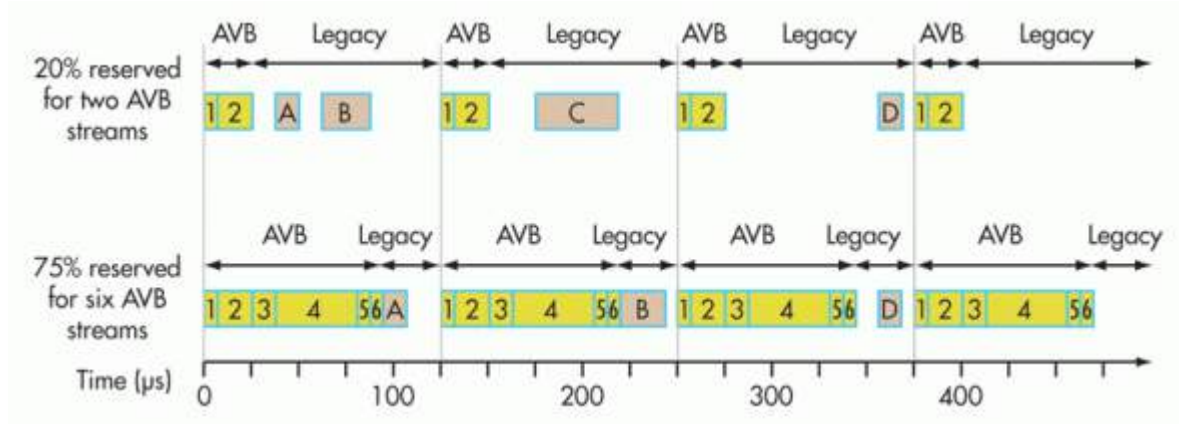 AVB Legacy AVB Legacy AVB Legacy AVB Legacy
20% reserved
for two AVB
streams
1 2 A B 1 2 C 1 2 D 1 2
AVB Legacy AVB Legacy AVB Legacy AVB Legacy
75% reserved
for six AVB
streams
1 2 3 4 5 6 A 1 2 3 4 5 6 B 1 2 3 4 5 6 D 1 2 3 4 5 6
Time (µs)
0 100 200 300 400